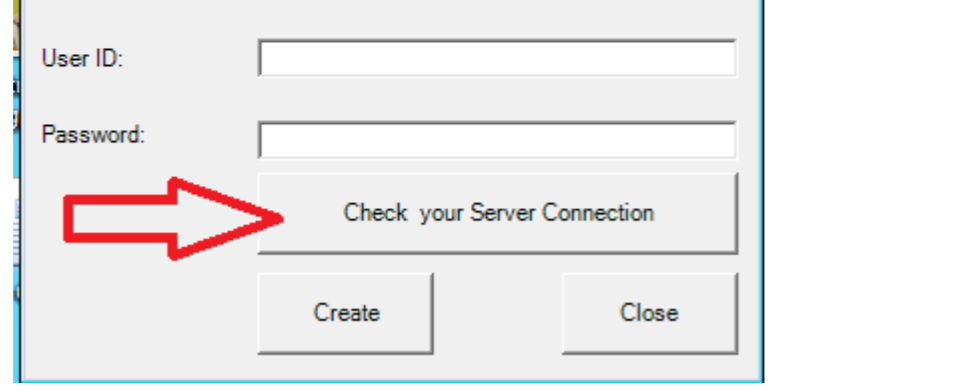 User ID:
Password:
Check  your Server Connection
Create
Close